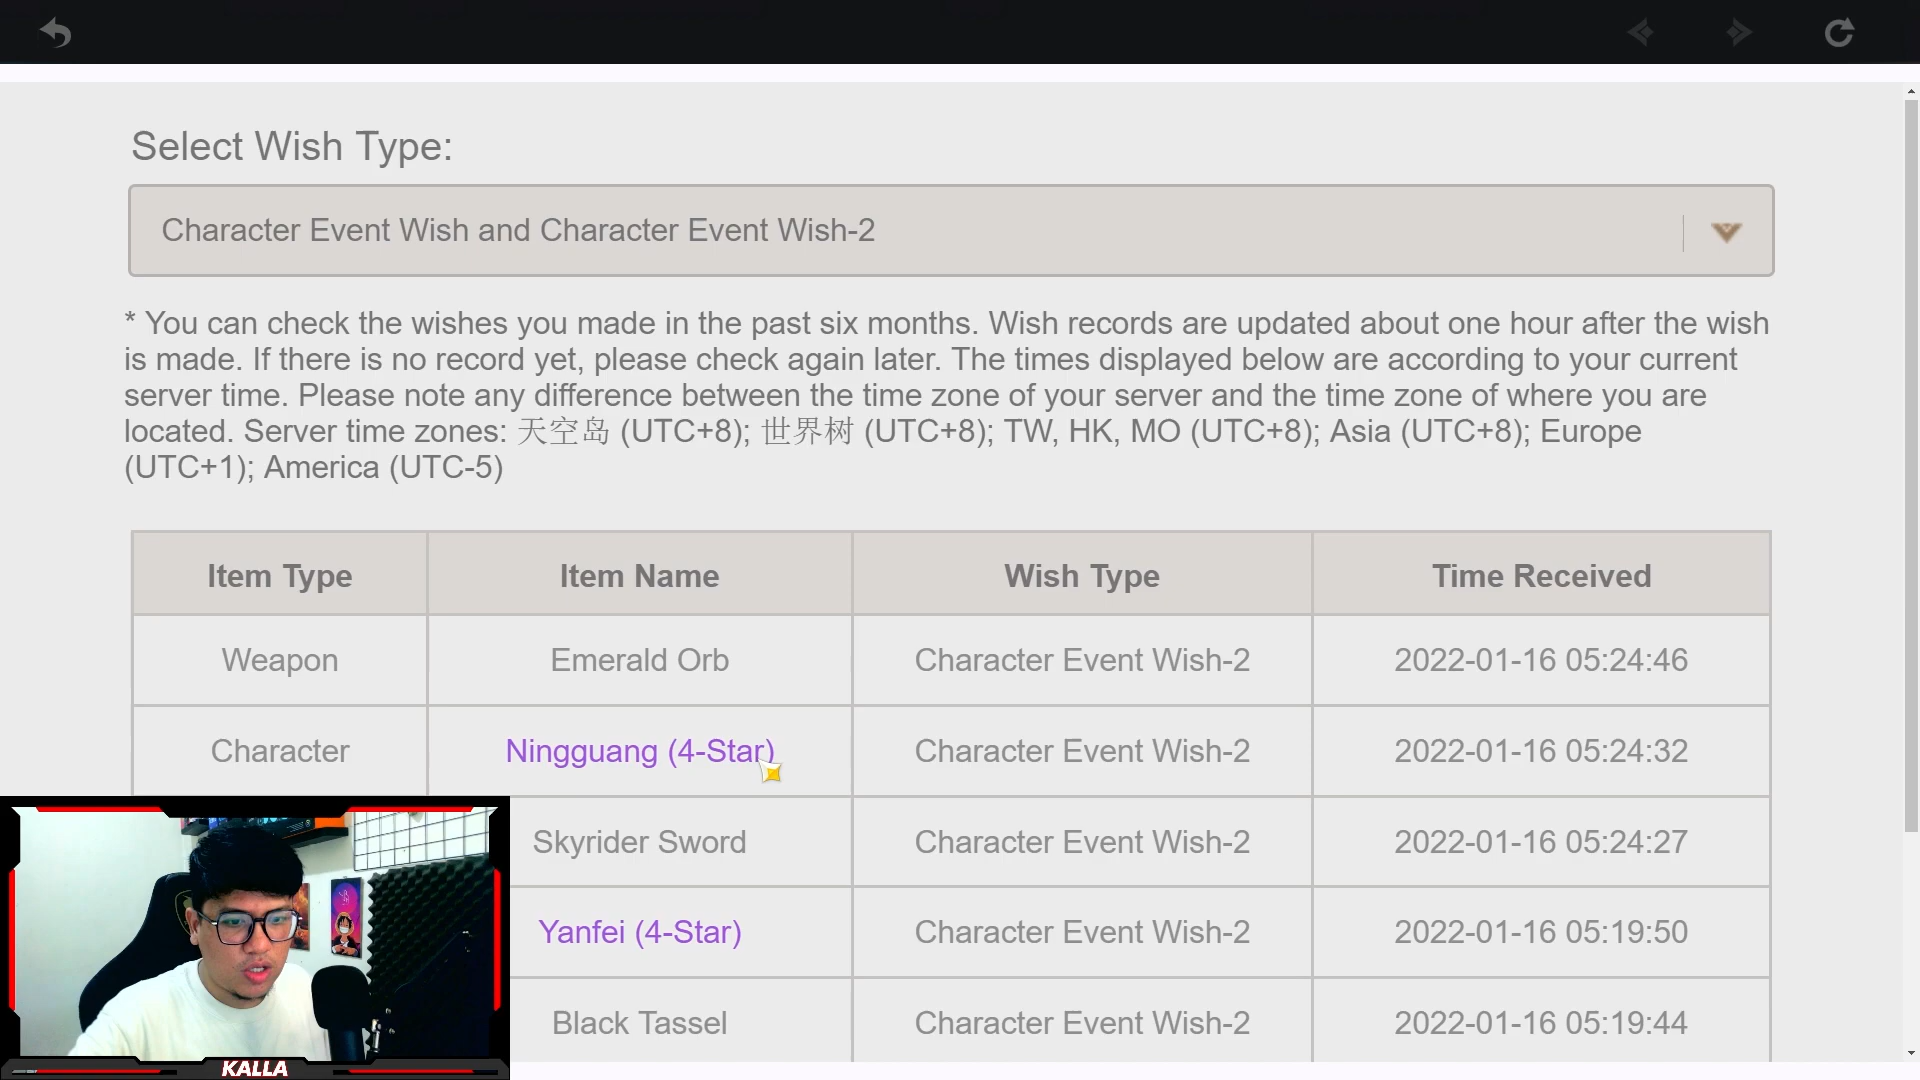 Select Wish Type:
Character Event Wish and Character Event Wish-2
* You can check the wishes you made in the past six months. Wish records are updated about one hour after the wish
is made. If there is no record yet, please check again later. The times displayed below are according to your current
server time. Please note any difference between the time zone of your server and the time zone of where you are
located. Server time zones: 天空岛 (UTC+8); 世界树 (UTC+8); TW, HK, MO (UTC+8); Asia (UTC+8); Europe
(UTC+1); America (UTC-5)
Item Type Item Name Wish Type Time Received
Weapon Emerald Orb Character Event Wish-2 2022-01-16 05:24:46
Character Ningguang (4-Star) Character Event Wish-2 2022-01-16 05:24:32
Skyrider Sword Character Event Wish-2 2022-01-16 05:24:27
Yanfei (4-Star) Character Event Wish-2 2022-01-16 05:19:50
Black Tassel Character Event Wish-2 2022-01-16 05:19:44
KALLA